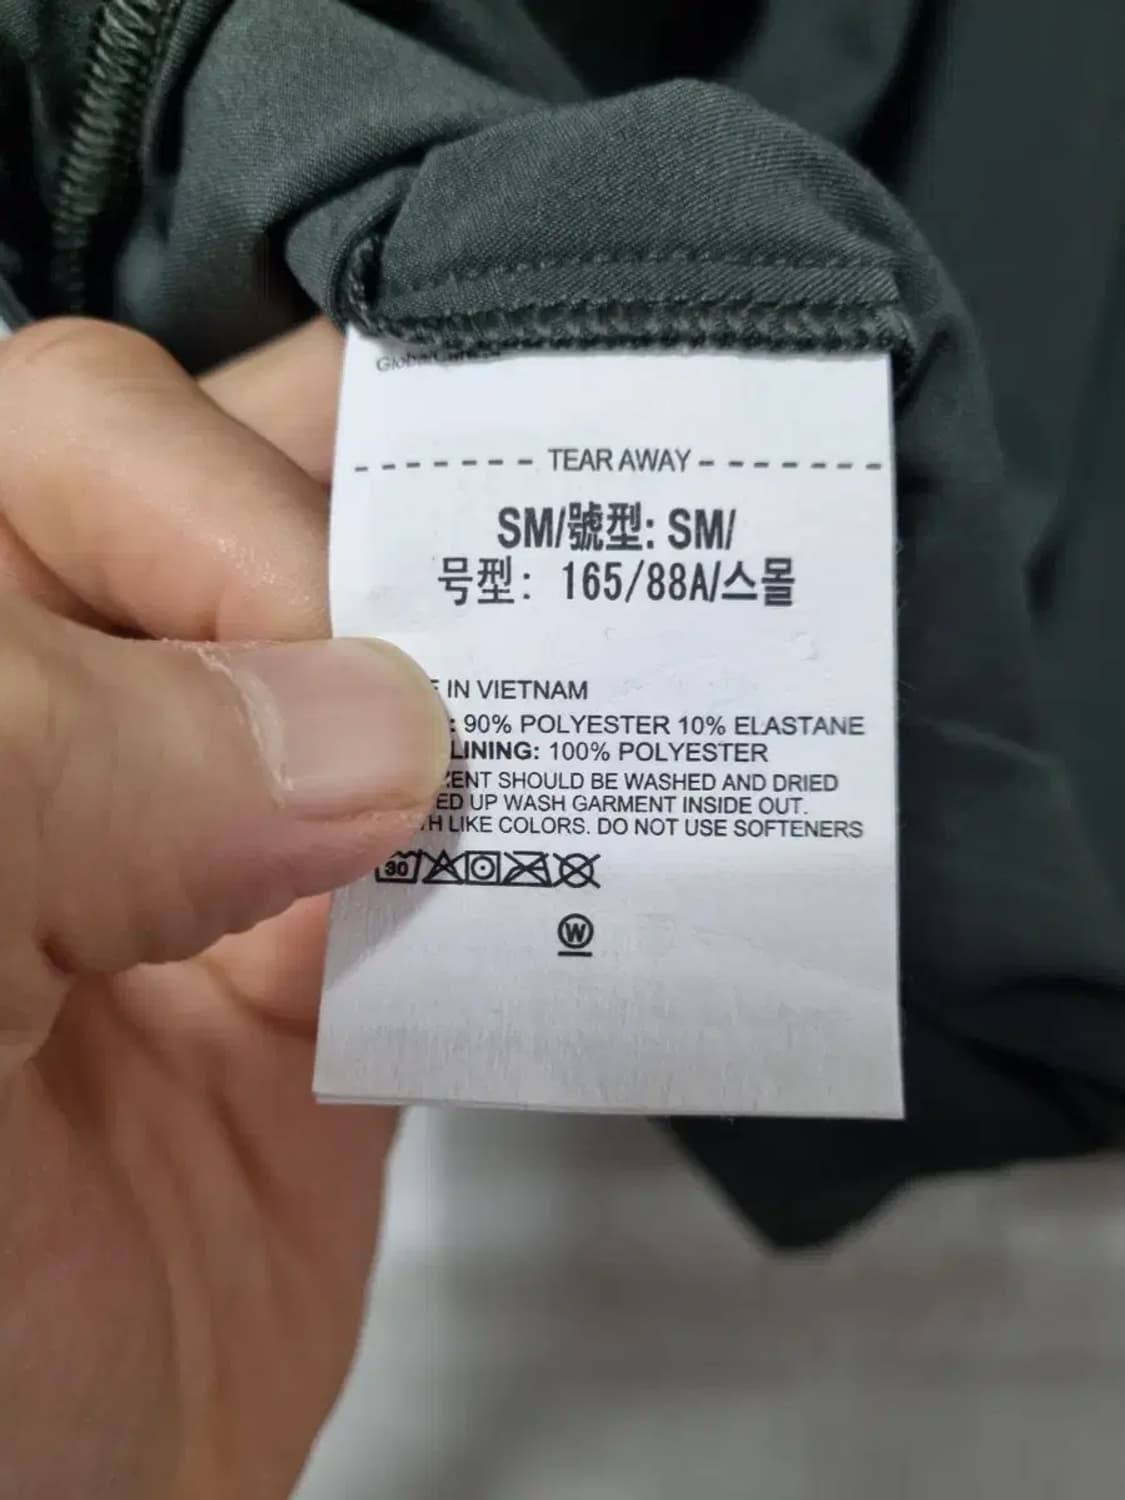 - - - - - - - TEAR AWAY - - - - - - -
SM/號型: SM/
号型: 165/88A/스몰
IN VIETNAM
: 90% POLYESTER 10% ELASTANE
LINING: 100% POLYESTER
SHOULD BE WASHED AND DRIED
UP WASH GARMENT INSIDE OUT.
LIKE COLORS. DO NOT USE SOFTENERS
30
W